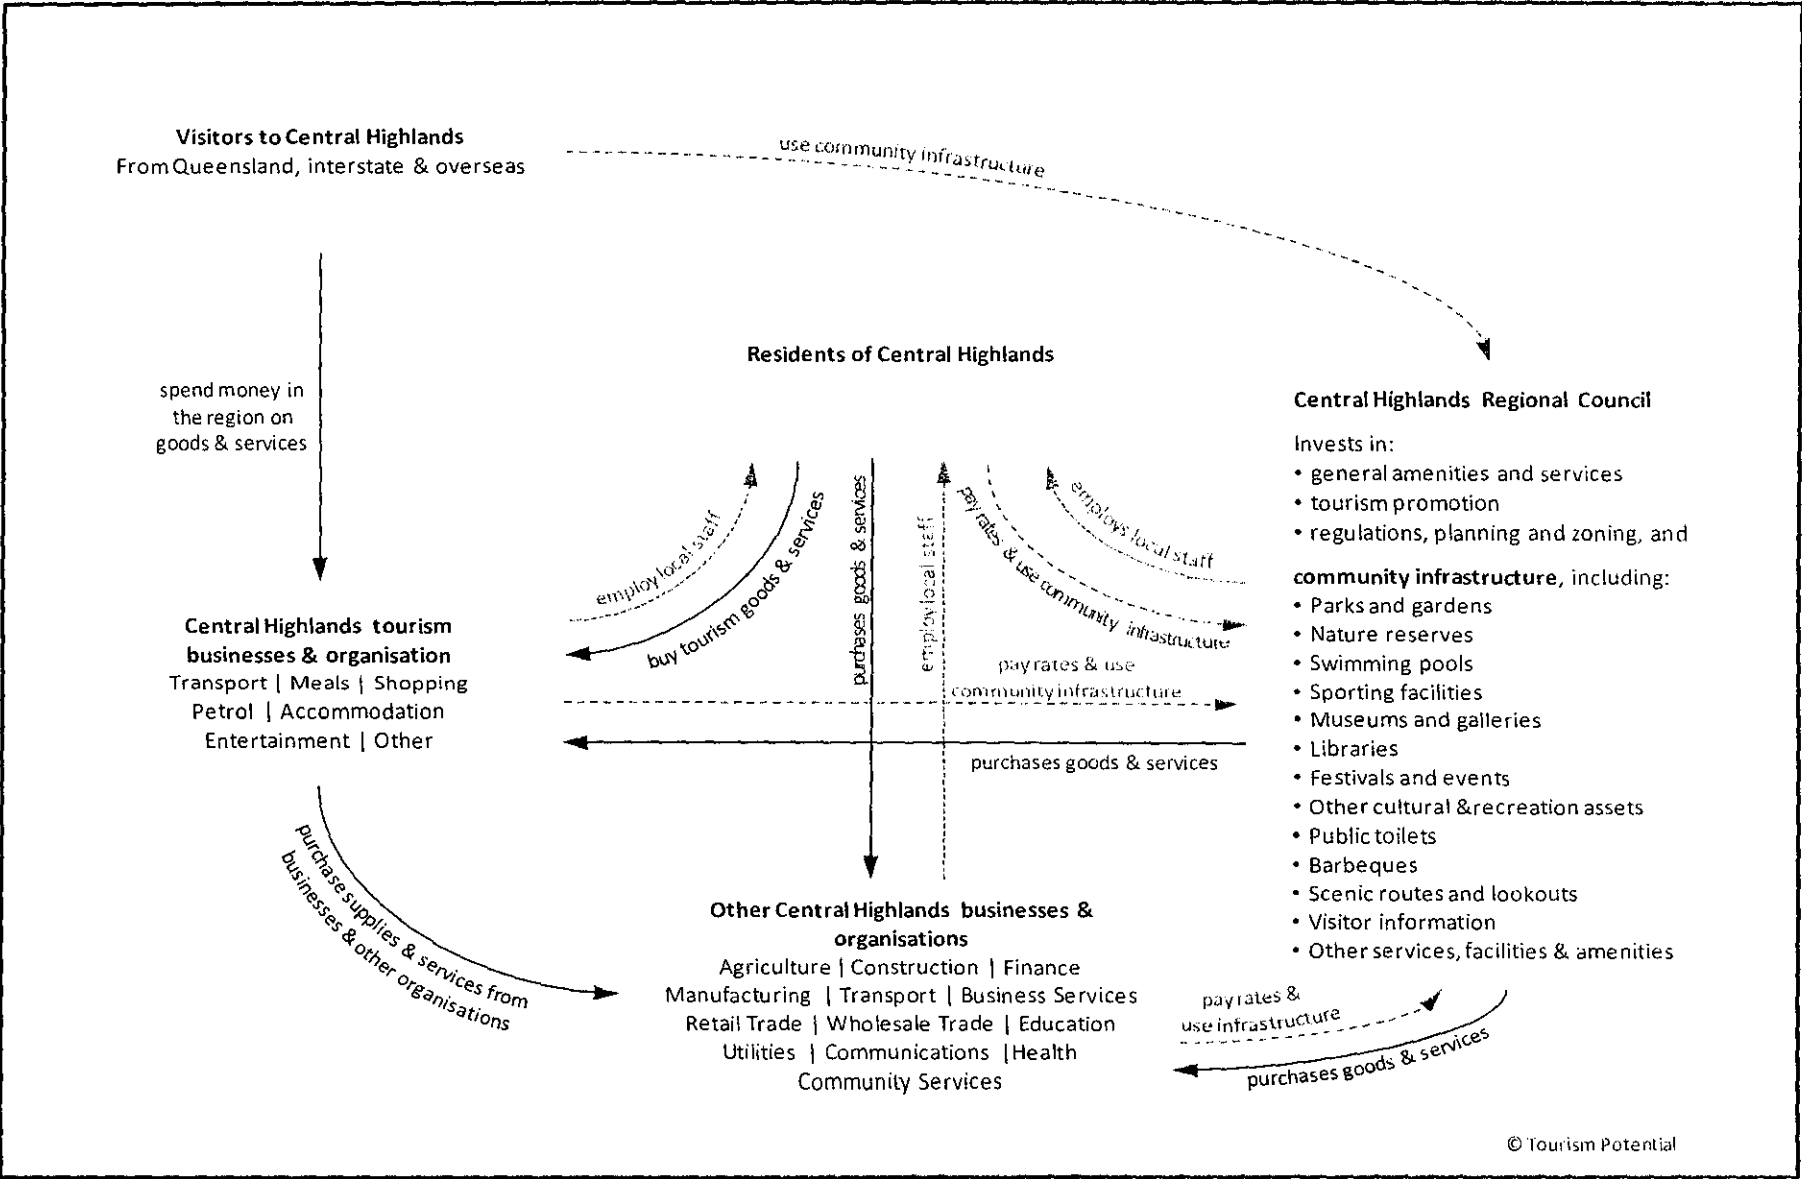 Visitors to Central Highlands
From Queensland, interstate & overseas
use community infrastructure
spend money in
the region on
goods & services
Residents of Central Highlands
employ local staff
buy tourism goods & services
purchases goods & services
employ local staff
pay rates & use community infrastructure
employs local staff
pay rates & use
community infrastructure
purchases goods & services
Central Highlands tourism
businesses & organisation
Transport | Meals | Shopping
Petrol | Accommodation
Entertainment | Other
purchase supplies & services from
businesses & other organisations
Central Highlands Regional Council
Invests in:
• general amenities and services
• tourism promotion
• regulations, planning and zoning, and
community infrastructure, including:
• Parks and gardens
• Nature reserves
• Swimming pools
• Sporting facilities
• Museums and galleries
• Libraries
• Festivals and events
• Other cultural & recreation assets
• Public toilets
• Barbeques
• Scenic routes and lookouts
• Visitor information
• Other services, facilities & amenities
Other Central Highlands businesses &
organisations
Agriculture | Construction | Finance
Manufacturing | Transport | Business Services
Retail Trade | Wholesale Trade | Education
Utilities | Communications | Health
Community Services
pay rates &
use infrastructure
purchases goods & services
© Tourism Potential